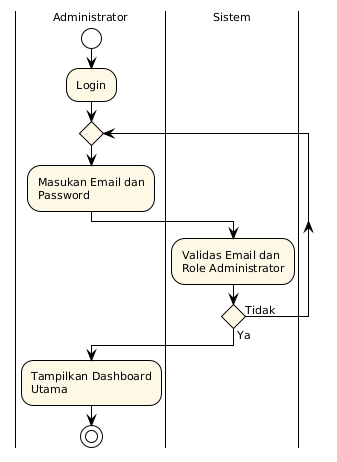 Administrator
Sistem
Login
Masukan Email dan
Password
Validas Email dan
Role Administrator
Tidak
Ya
Tampilkan Dashboard
Utama